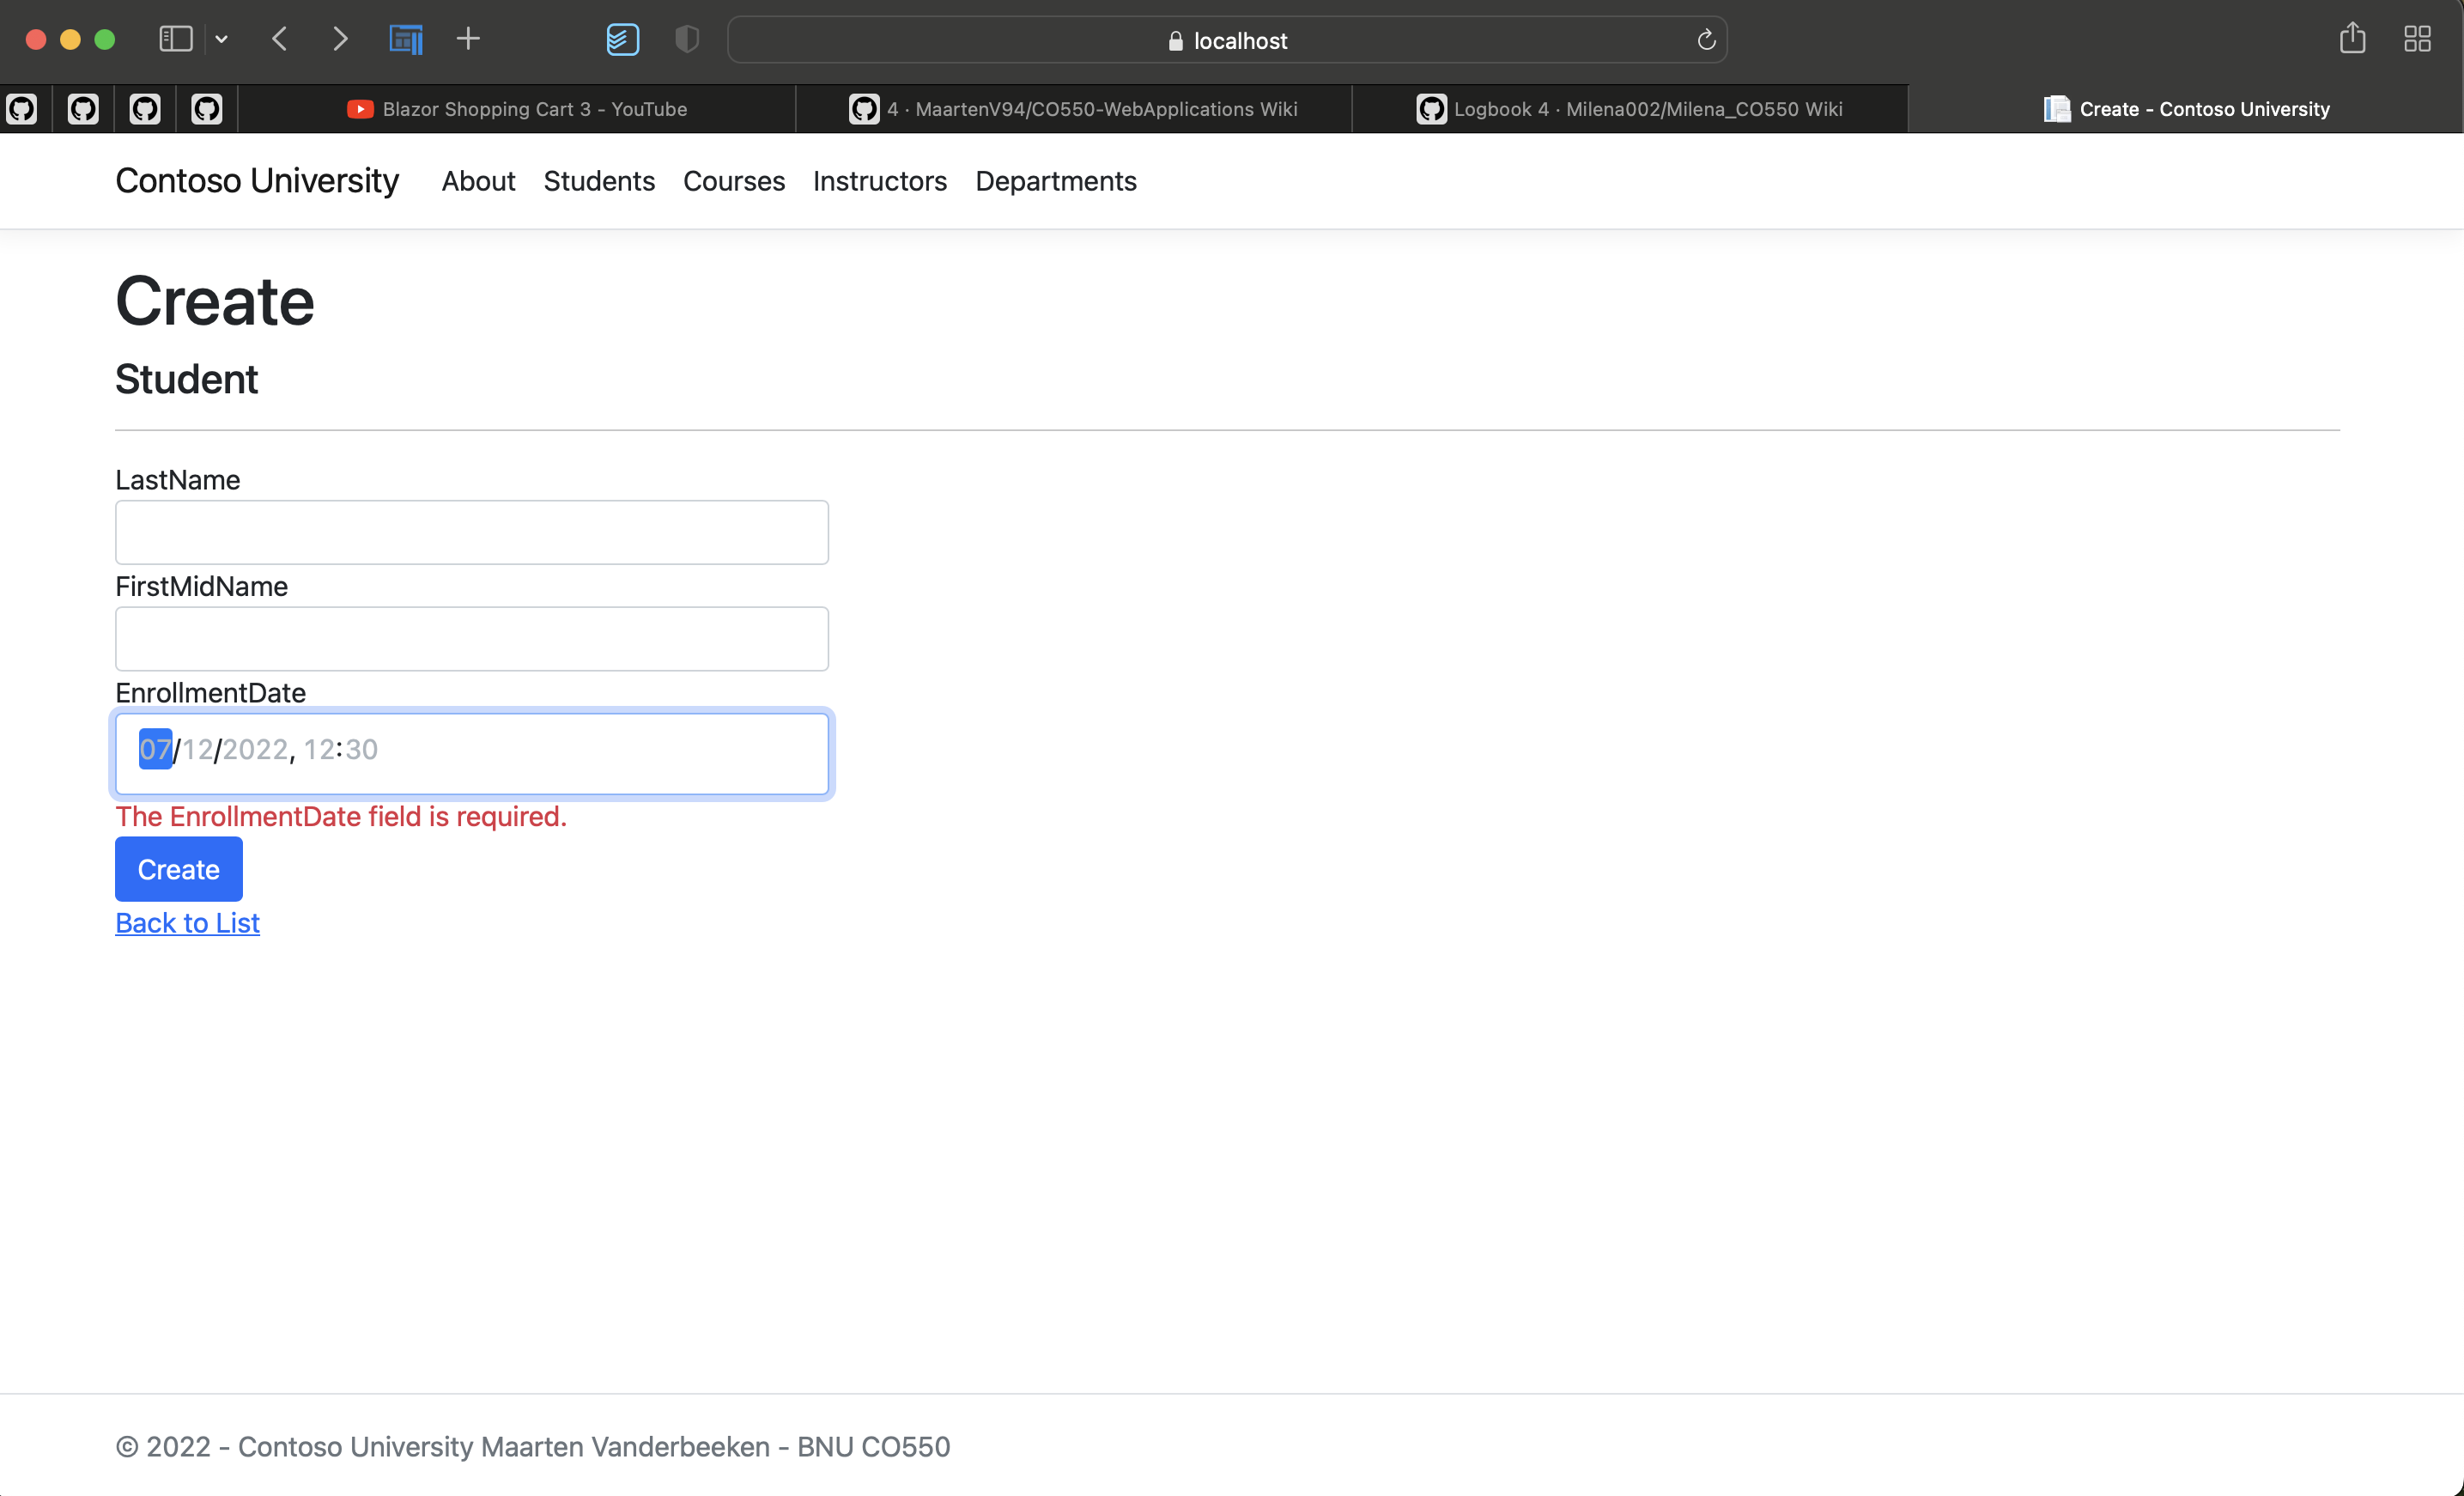 localhost
Blazor Shopping Cart 3 - YouTube
4 · MaartenV94/CO550-WebApplications Wiki
Logbook 4 · Milena002/Milena_CO550 Wiki
Create - Contoso University
Contoso University About Students Courses Instructors Departments
Create
Student
LastName
FirstMidName
EnrollmentDate
07/12/2022, 12:30
The EnrollmentDate field is required.
Create
Back to List
© 2022 - Contoso University Maarten Vanderbeeken - BNU CO550